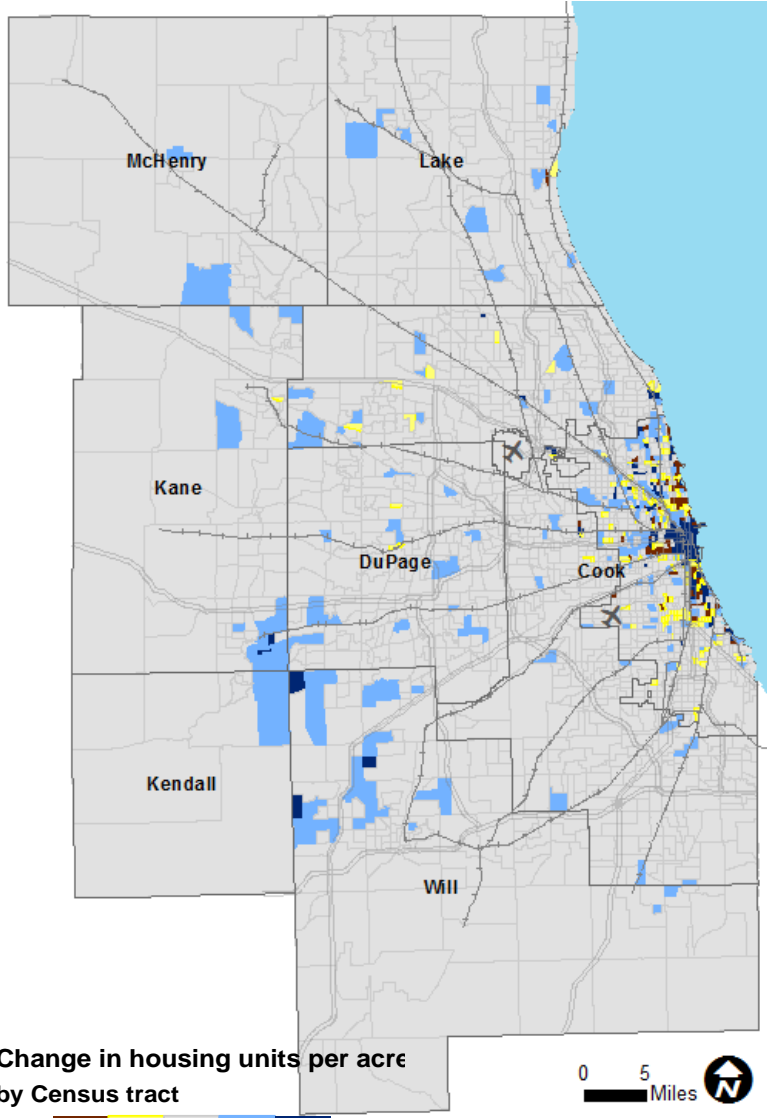 McHenry
Lake
Kane
DuPage
Cook
Kendall
Will
Change in housing units per acre
by Census tract
0 5
Miles
N